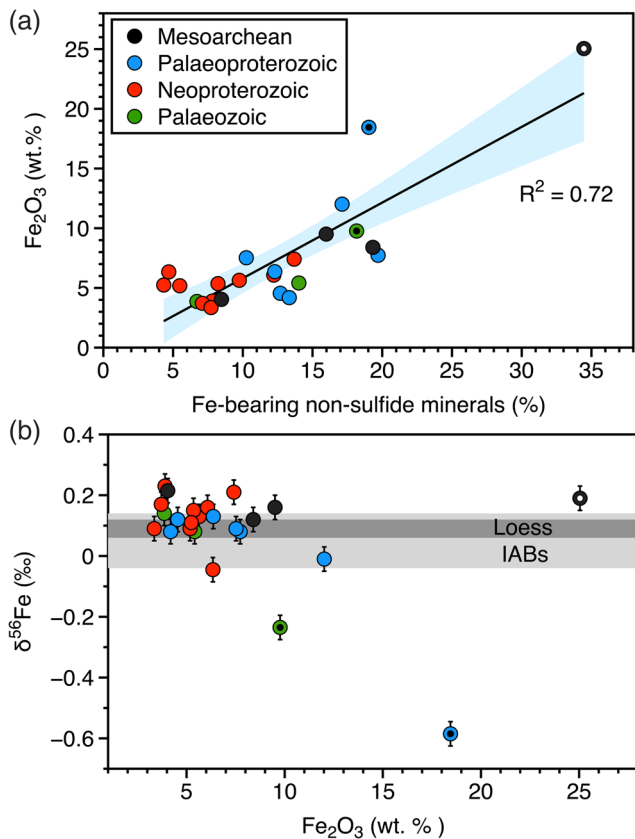 (a)
Mesoarchean
Palaeoproterozoic
Neoproterozoic
Palaeozoic
R² = 0.72
Fe₂O₃ (wt.%)
30
25
20
15
10
5
0
0 5 10 15 20 25 30 35 40
Fe-bearing non-sulfide minerals (%)
(b)
δ⁵⁶Fe (‰)
0.4
0.2
0
−0.2
−0.4
−0.6
Loess
IABs
5 10 15 20 25
Fe₂O₃ (wt. % )